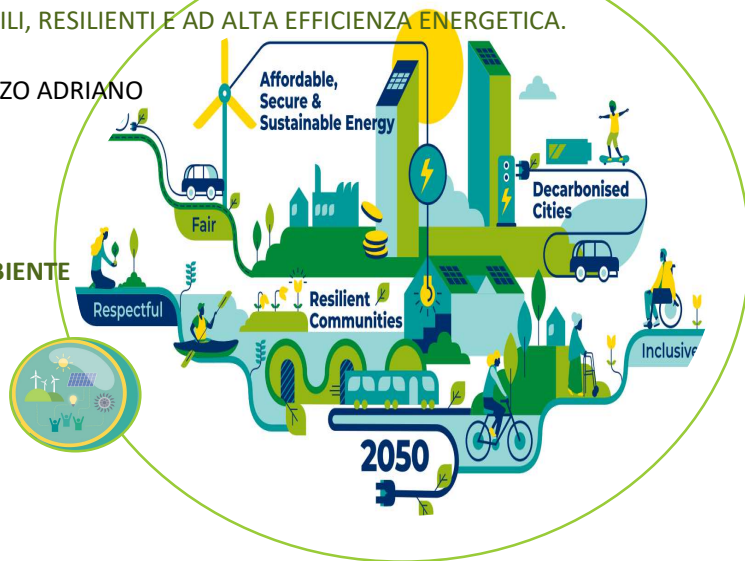 ILI, RESILIENTI E AD ALTA EFFICIENZA ENERGETICA.
ZO ADRIANO
Affordable,
Secure &
Sustainable Energy
Decarbonised
Cities
Fair
BIENTE
Respectful
Resilient
Communities
Inclusive
2050